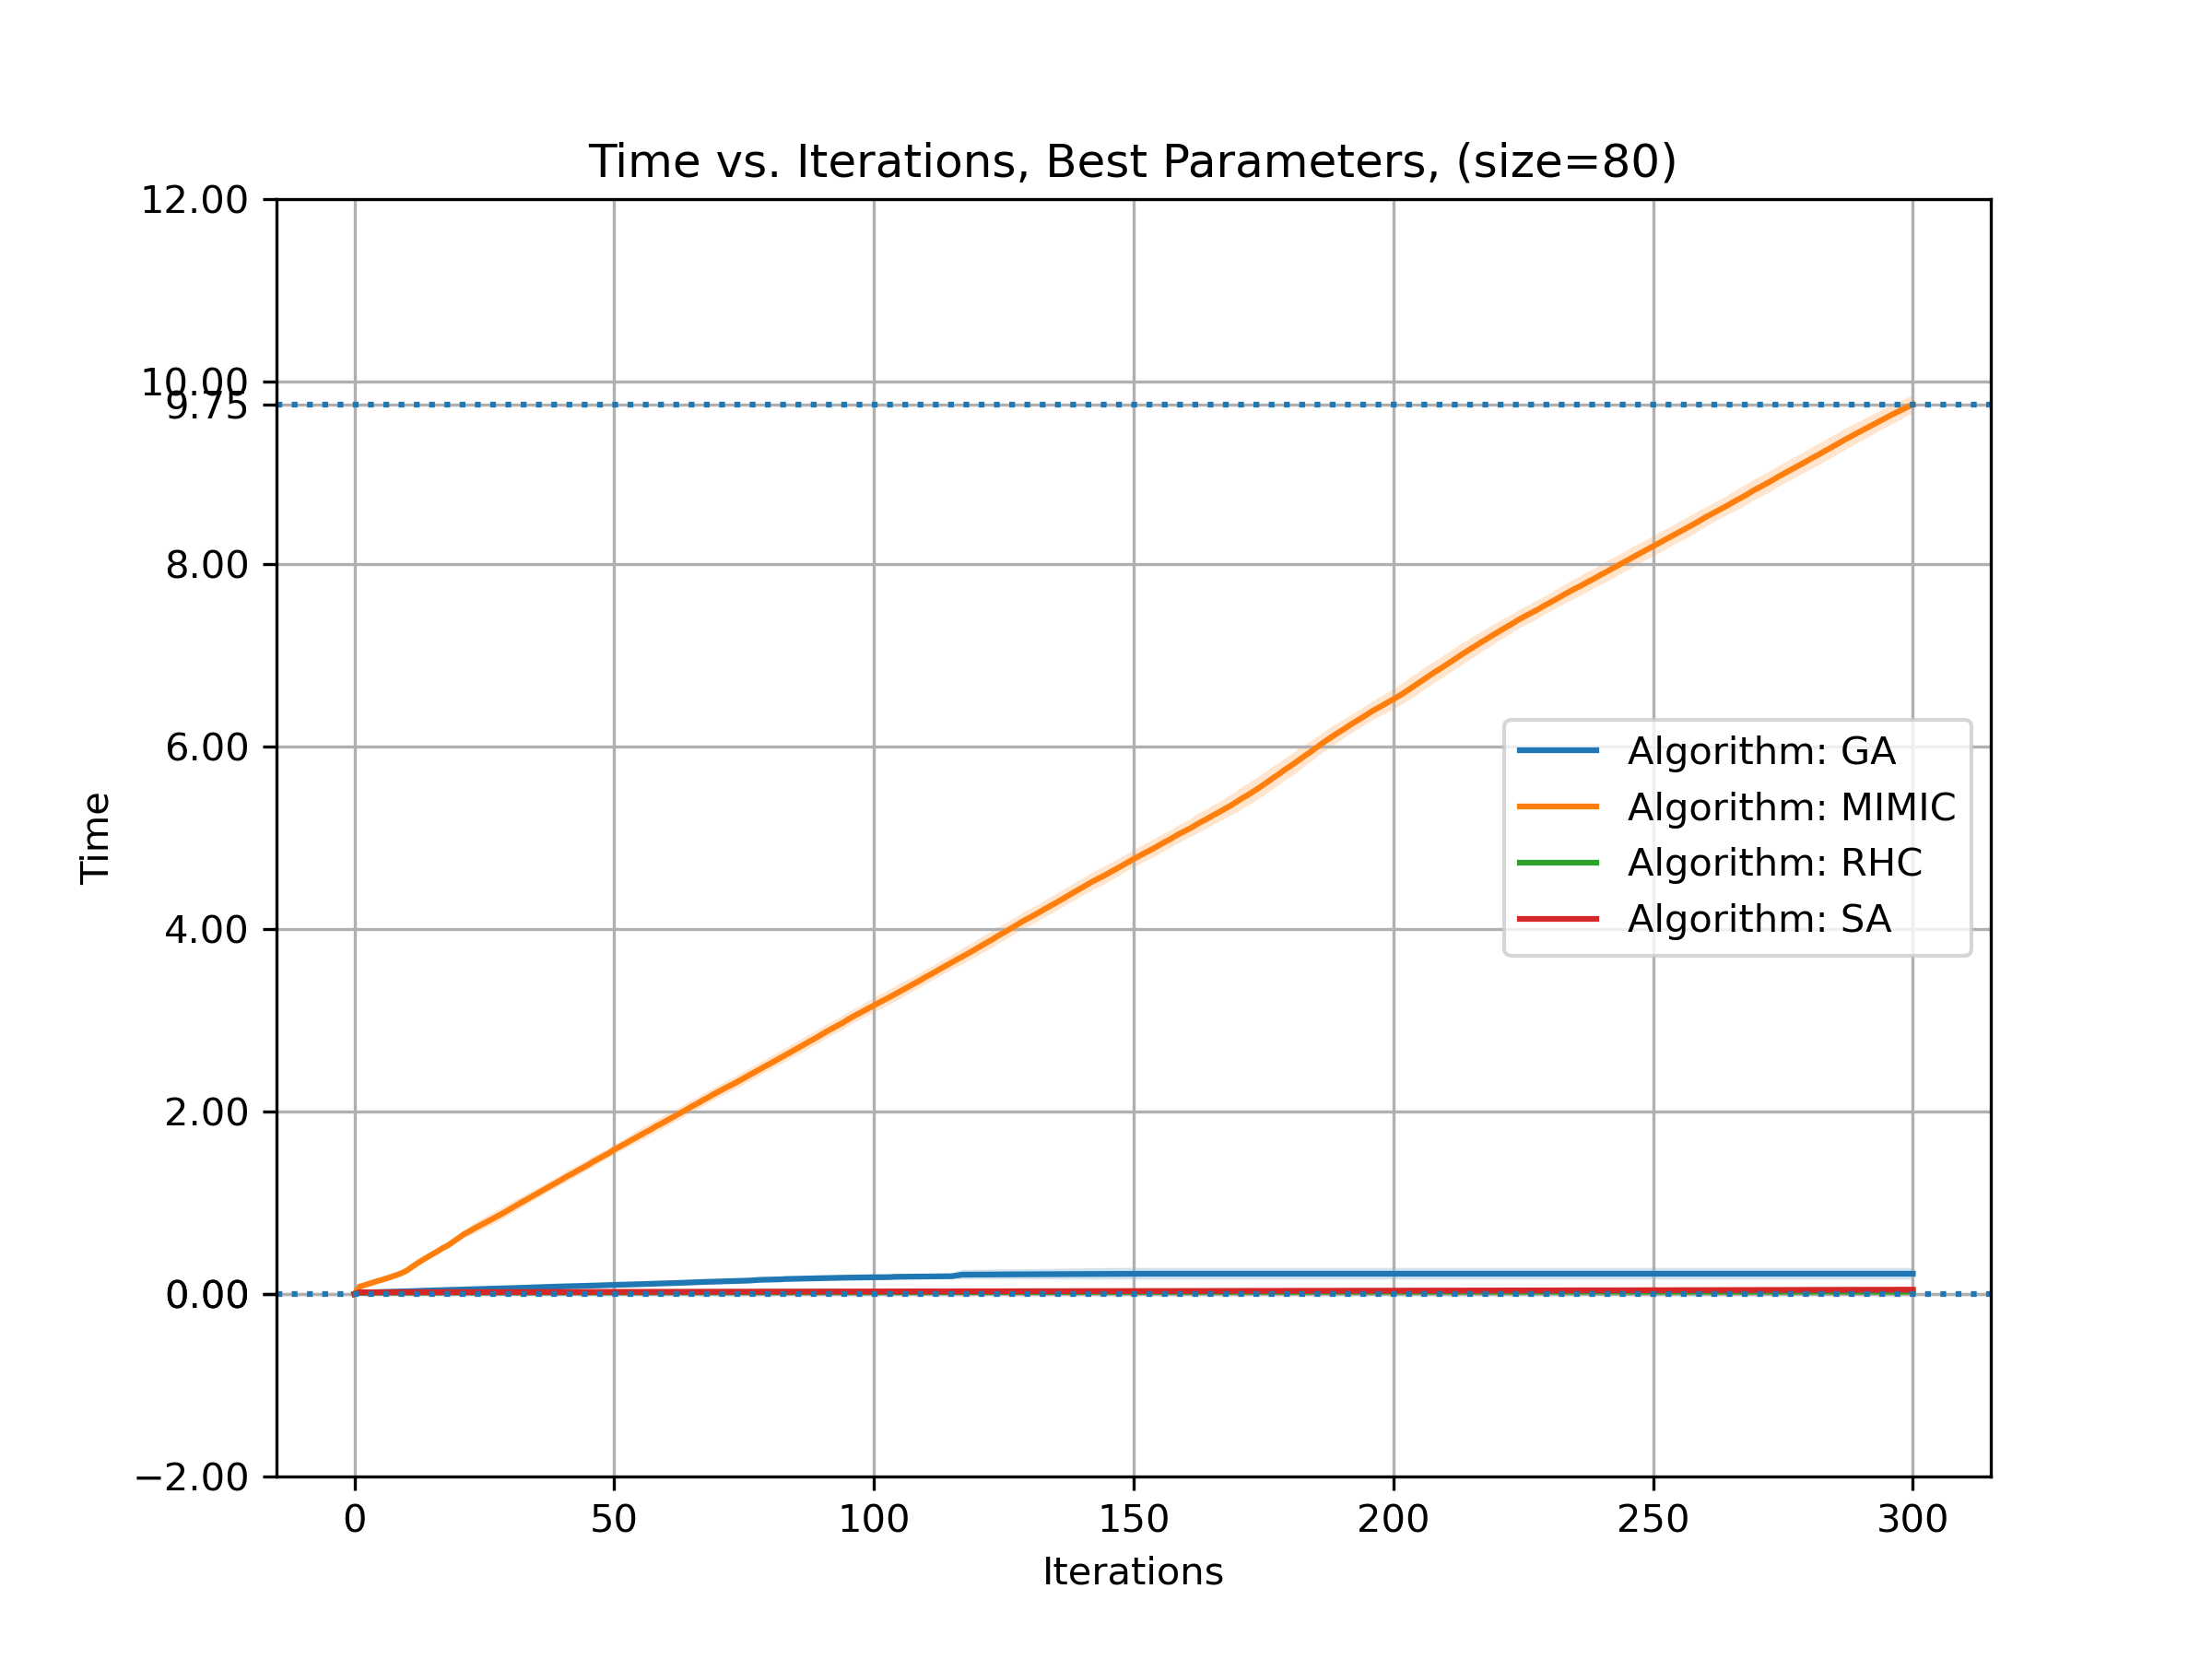 Time vs. Iterations, Best Parameters, (size=80)
12.00
10.00
9.75
8.00
6.00
4.00
2.00
0.00
−2.00
Time
Algorithm: GA
Algorithm: MIMIC
Algorithm: RHC
Algorithm: SA
0 50 100 150 200 250 300
Iterations